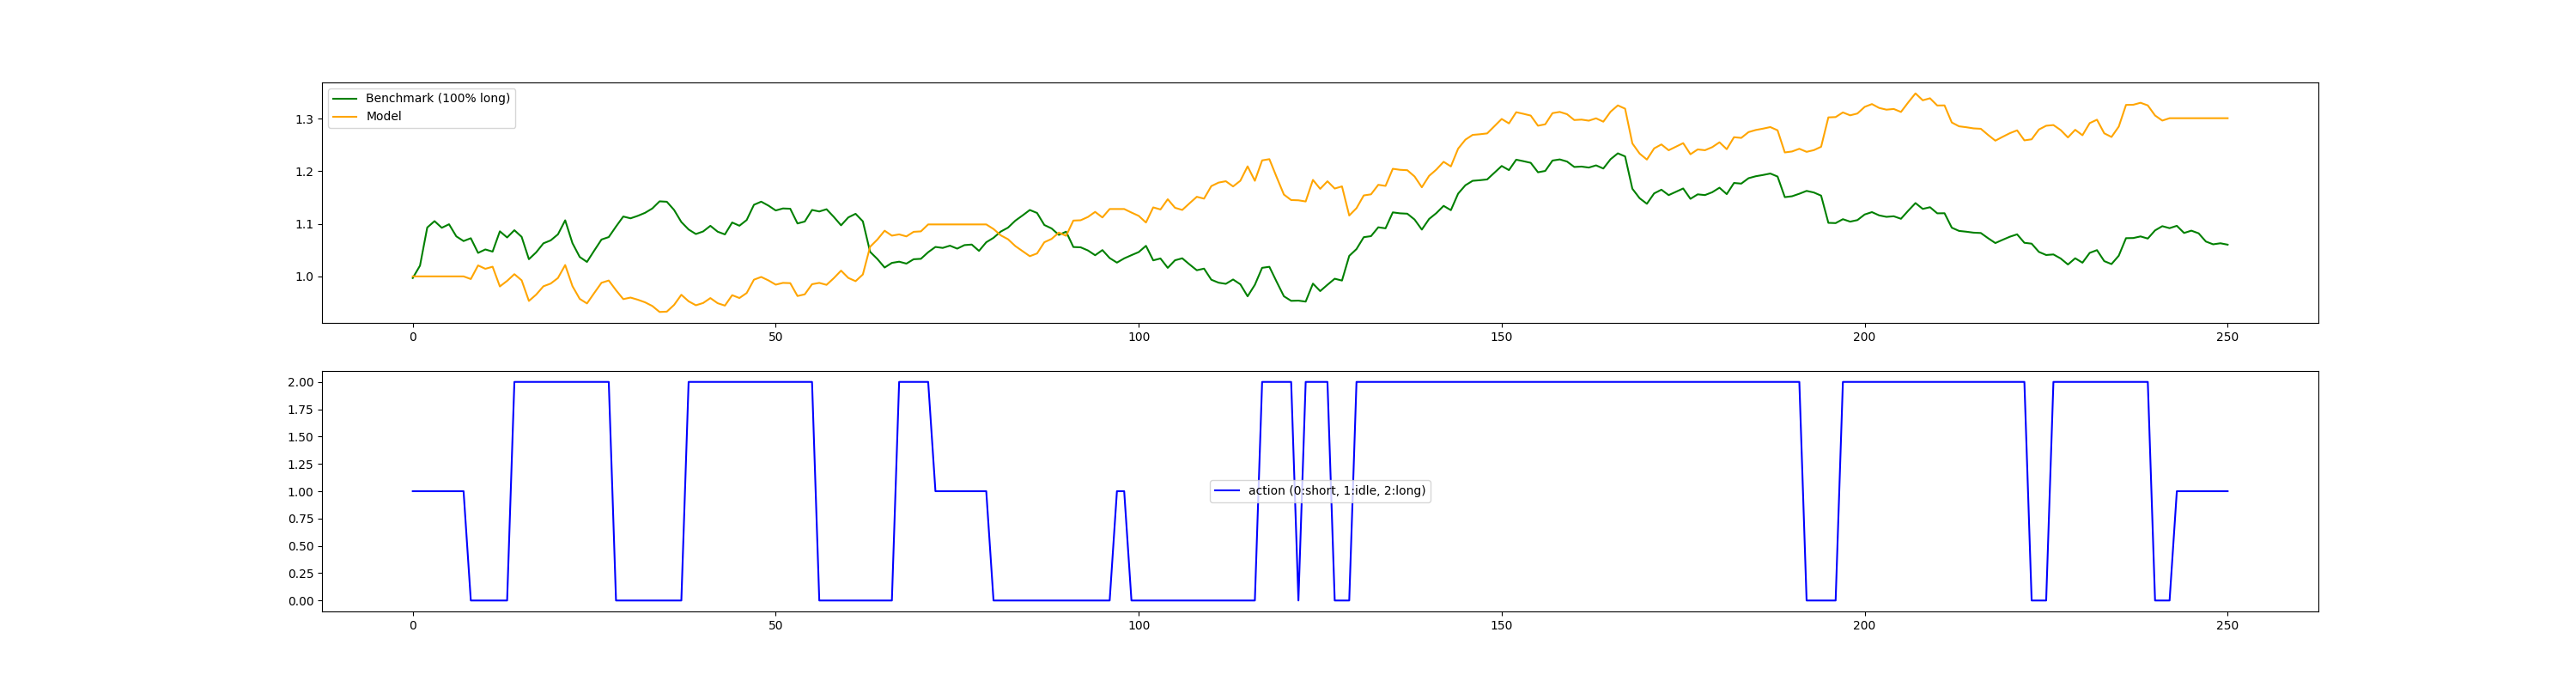 Benchmark (100% long)
Model
1.3
1.2
1.1
1.0
0 50 100 150 200 250
2.00
1.75
1.50
1.25
1.00
0.75
0.50
0.25
0.00
action (0:short, 1:idle, 2:long)
0 50 100 150 200 250